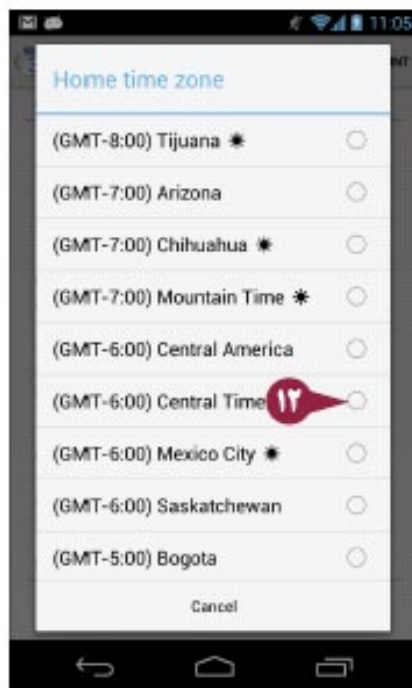 11:05
NT
Home time zone
(GMT-8:00) Tijuana ☀
(GMT-7:00) Arizona
(GMT-7:00) Chihuahua ☀
(GMT-7:00) Mountain Time ☀
(GMT-6:00) Central America
(GMT-6:00) Central Time ۱۲
(GMT-6:00) Mexico City ☀
(GMT-6:00) Saskatchewan
(GMT-5:00) Bogota
Cancel